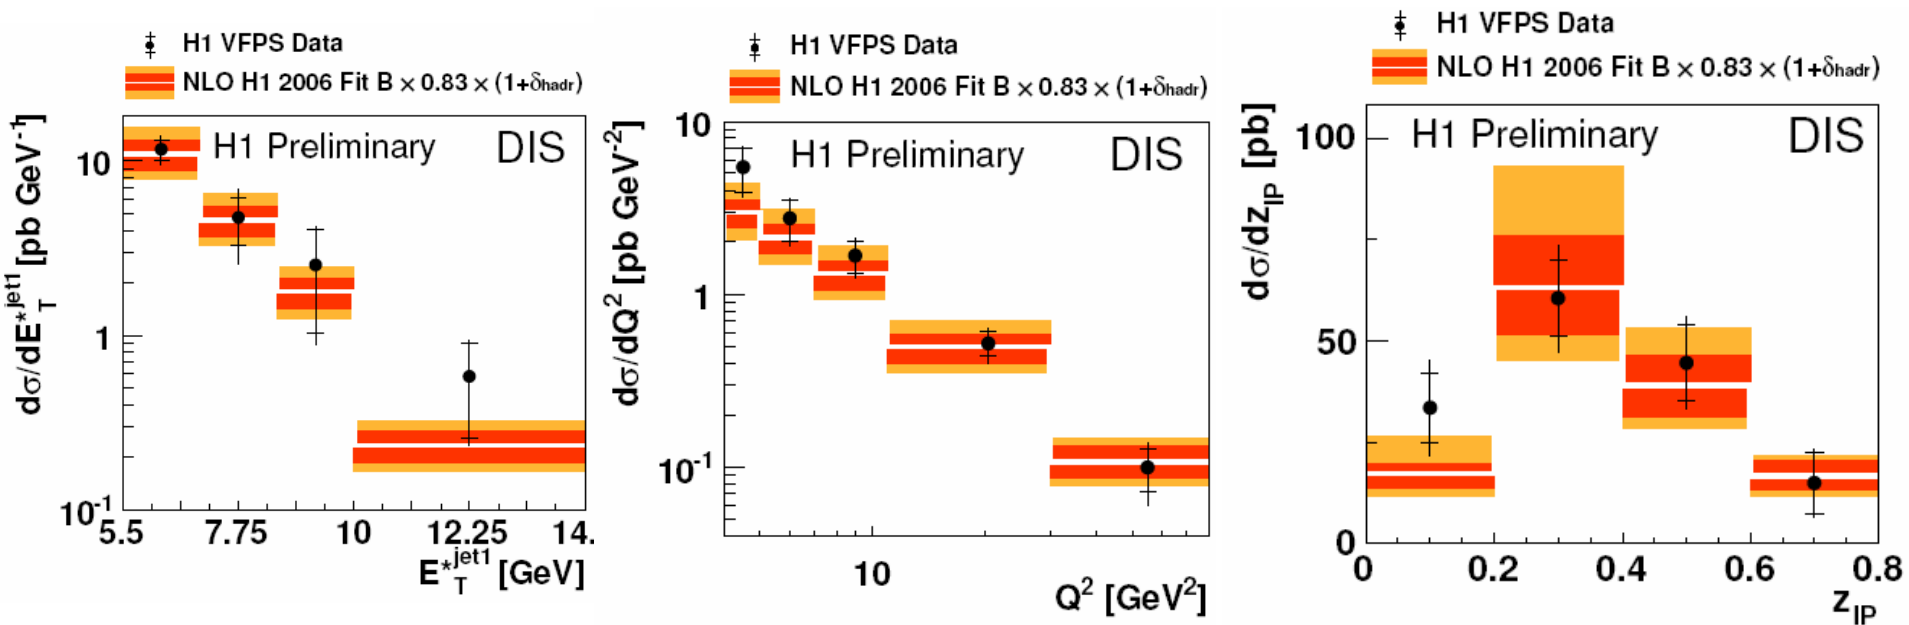 H1 VFPS Data
NLO H1 2006 Fit B × 0.83 × (1+δhadr)
H1 Preliminary
DIS
dσ/dE*T^jet1 [pb GeV^-1]
10
1
10^-1
5.5 7.75 10 12.25 14.
E*T^jet1 [GeV]
H1 VFPS Data
NLO H1 2006 Fit B × 0.83 × (1+δhadr)
H1 Preliminary
DIS
dσ/dQ² [pb GeV^-2]
10
1
10^-1
10
Q² [GeV²]
H1 VFPS Data
NLO H1 2006 Fit B × 0.83 × (1+δhadr)
H1 Preliminary
DIS
dσ/dzIP [pb]
100
50
0
0 0.2 0.4 0.6 0.8
zIP